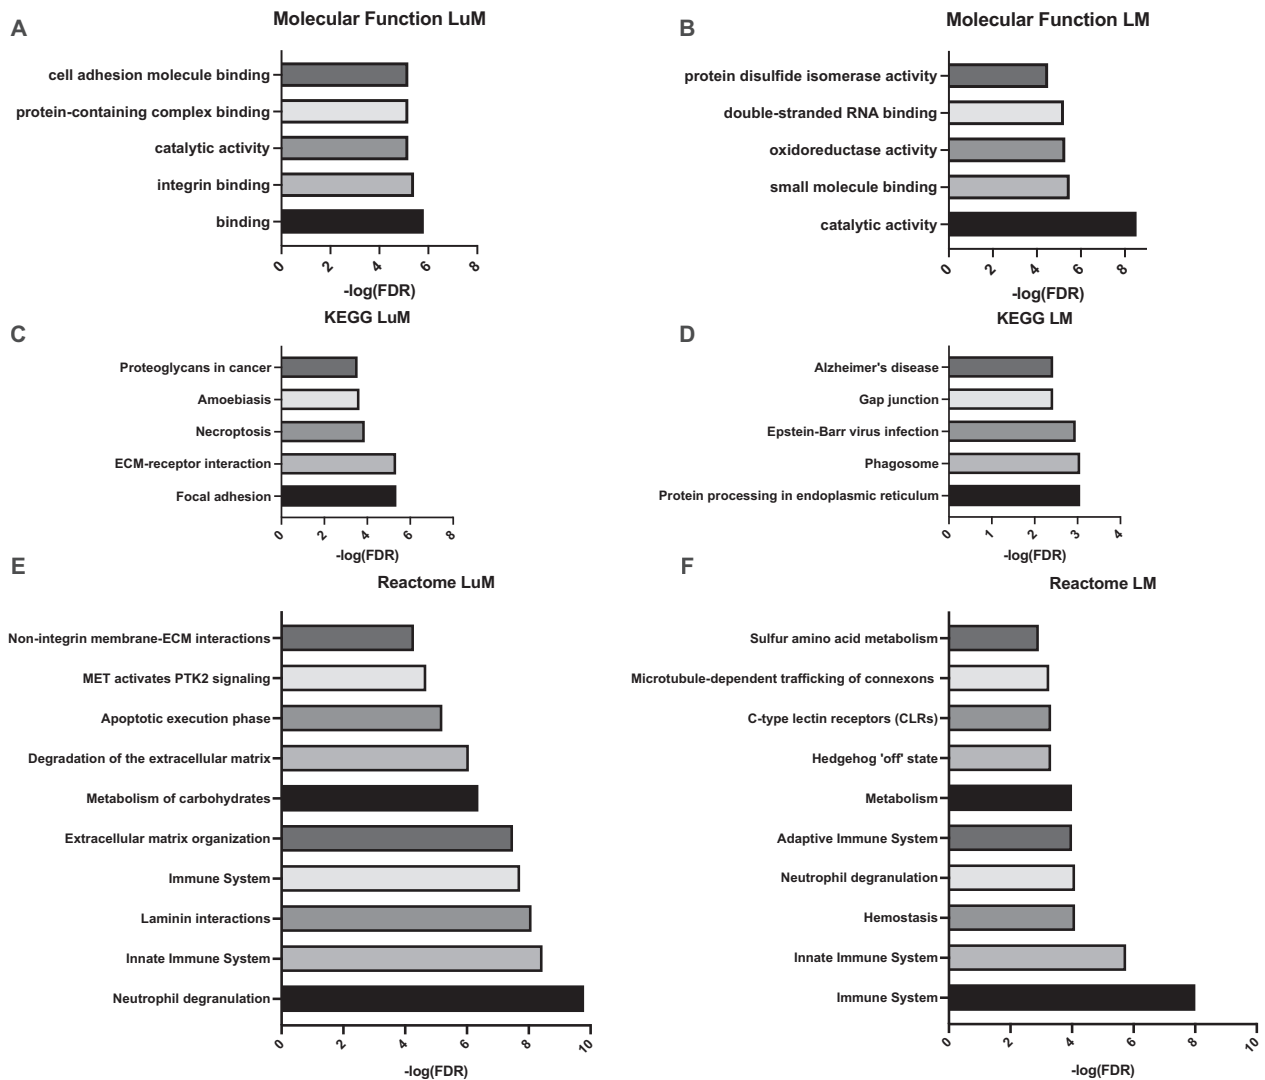 A
Molecular Function LuM
cell adhesion molecule binding
protein-containing complex binding
catalytic activity
integrin binding
binding
0 2 4 6 8
-log(FDR)
B
Molecular Function LM
protein disulfide isomerase activity
double-stranded RNA binding
oxidoreductase activity
small molecule binding
catalytic activity
0 2 4 6 8
-log(FDR)
C
KEGG LuM
Proteoglycans in cancer
Amoebiasis
Necroptosis
ECM-receptor interaction
Focal adhesion
0 2 4 6 8
-log(FDR)
D
KEGG LM
Alzheimer's disease
Gap junction
Epstein-Barr virus infection
Phagosome
Protein processing in endoplasmic reticulum
0 1 2 3 4
-log(FDR)
E
Reactome LuM
Non-integrin membrane-ECM interactions
MET activates PTK2 signaling
Apoptotic execution phase
Degradation of the extracellular matrix
Metabolism of carbohydrates
Extracellular matrix organization
Immune System
Laminin interactions
Innate Immune System
Neutrophil degranulation
0 2 4 6 8 10
-log(FDR)
F
Reactome LM
Sulfur amino acid metabolism
Microtubule-dependent trafficking of connexons
C-type lectin receptors (CLRs)
Hedgehog 'off' state
Metabolism
Adaptive Immune System
Neutrophil degranulation
Hemostasis
Innate Immune System
Immune System
0 2 4 6 8 10
-log(FDR)